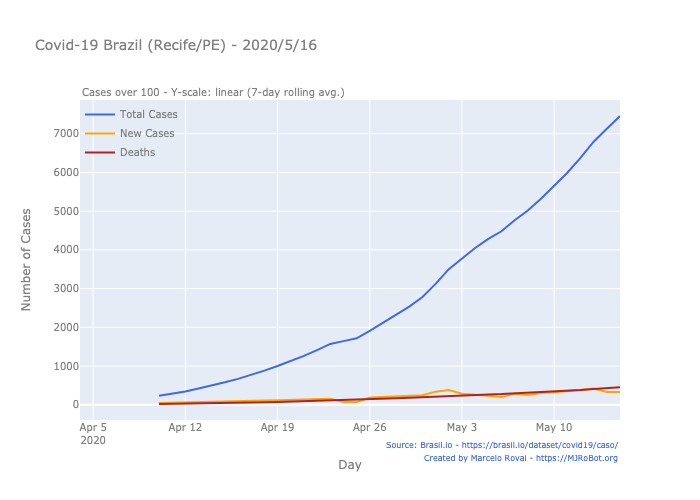 Covid-19 Brazil (Recife/PE) - 2020/5/16
Cases over 100 - Y-scale: linear (7-day rolling avg.)
Total Cases
New Cases
Deaths
7000
6000
5000
4000
3000
2000
1000
0
Number of Cases
Apr 5 Apr 12 Apr 19 Apr 26 May 3 May 10
2020
Day
Source: Brasil.io - https://brasil.io/dataset/covid19/caso/
Created by Marcelo Rovai - https://MJRoBot.org